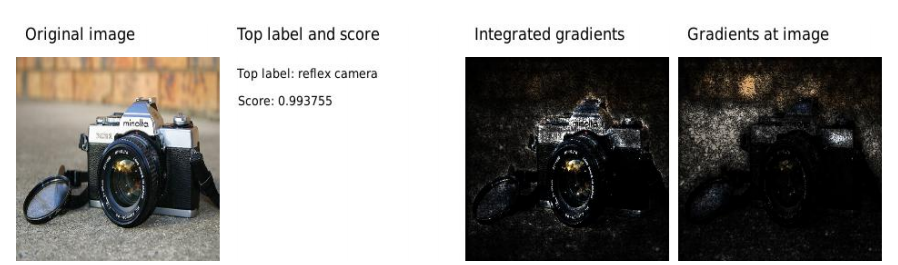 Original image
Top label and score
Integrated gradients
Gradients at image
Top label: reflex camera
Score: 0.993755
minolta